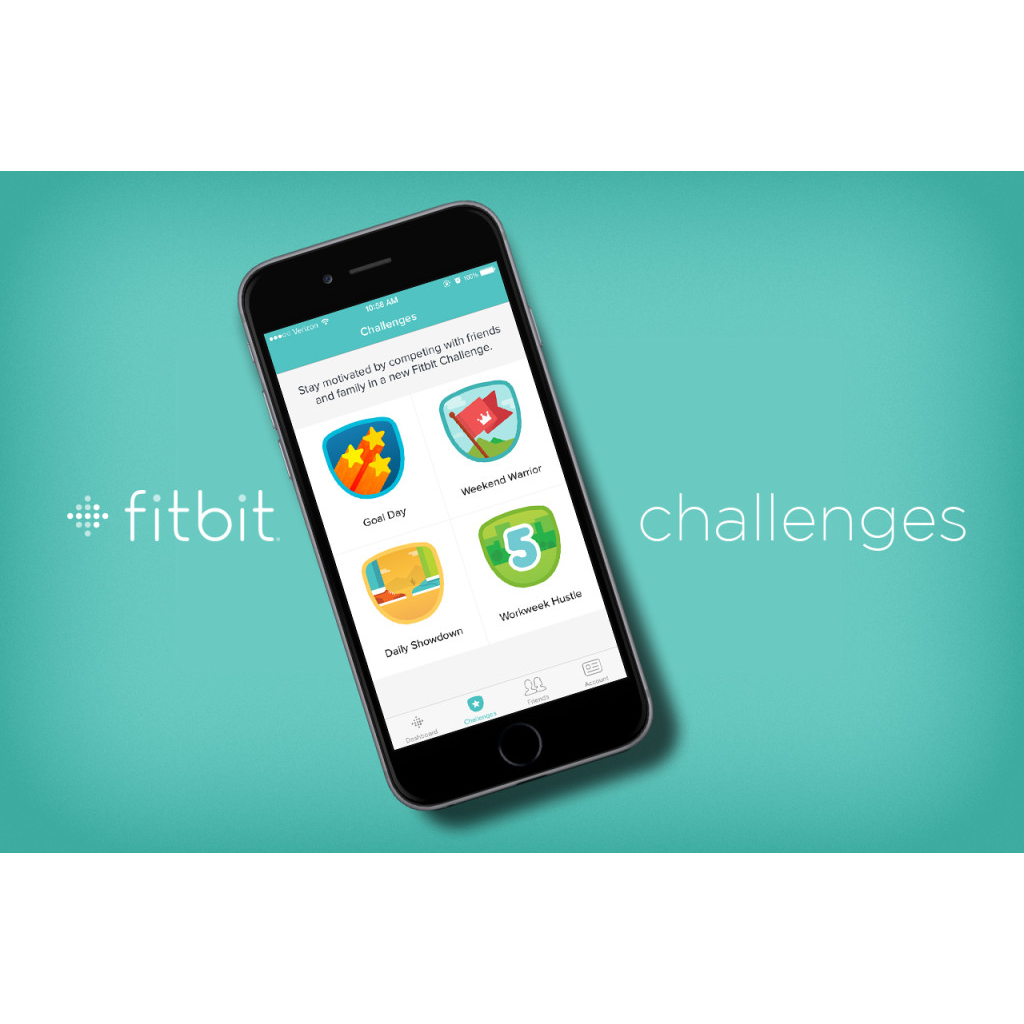 Verizon
10:58 AM
100%
Challenges
Stay motivated by competing with friends
and family in a new Fitbit Challenge.
Goal Day
Weekend Warrior
5
Daily Showdown
Workweek Hustle
Dashboard
Challenges
Friends
Account
fitbit
challenges